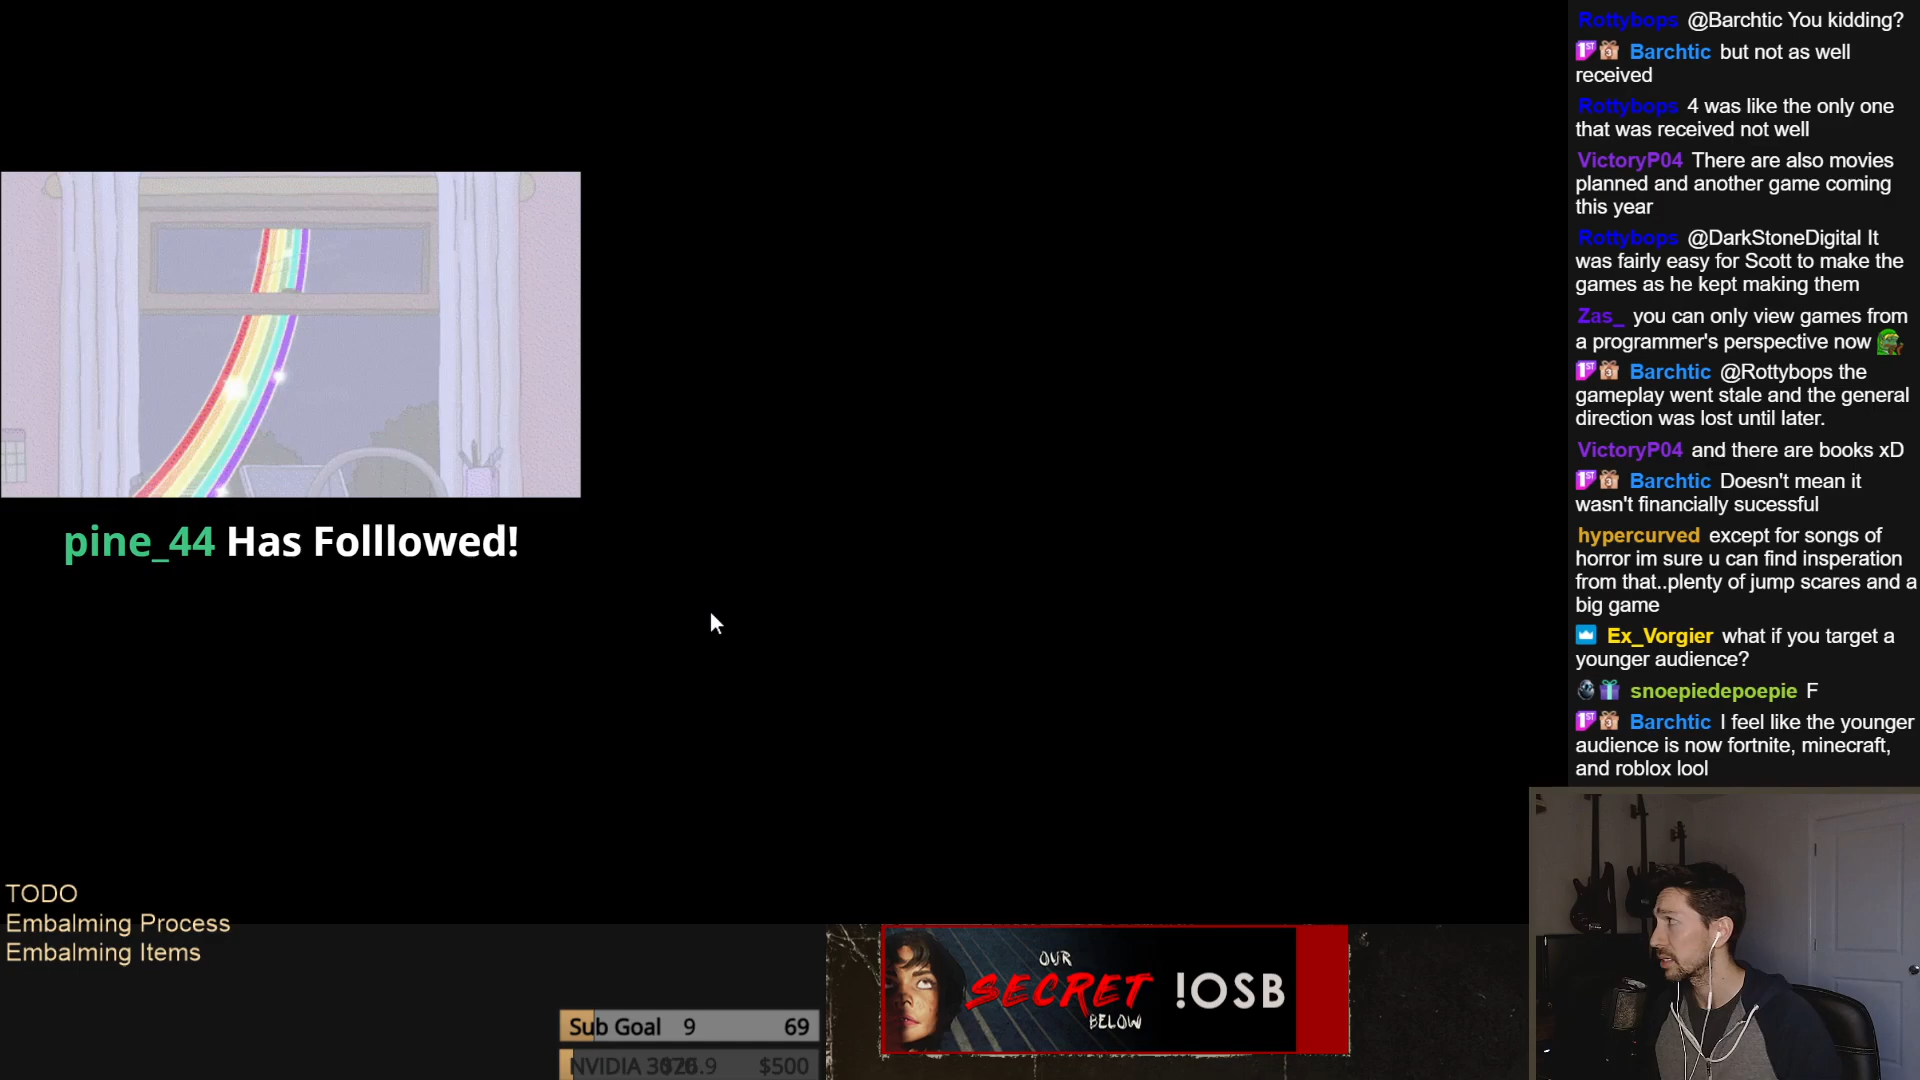 Rottybops @Barchtic You kidding?
Barchtic but not as well
received
Rottybops 4 was like the only one
that was received not well
VictoryP04 There are also movies
planned and another game coming
this year
Rottybops @DarkStoneDigital It
was fairly easy for Scott to make the
games as he kept making them
Zas_ you can only view games from
a programmer's perspective now
Barchtic @Rottybops the
gameplay went stale and the general
direction was lost until later.
VictoryP04 and there are books xD
Barchtic Doesn't mean it
wasn't financially sucessful
hypercurved except for songs of
horror im sure u can find insperation
from that..plenty of jump scares and a
big game
Ex_Vorgier what if you target a
younger audience?
snoepiedepoepie F
Barchtic I feel like the younger
audience is now fortnite, minecraft,
and roblox lool
pine_44 Has Folllowed!
TODO
Embalming Process
Embalming Items
Sub Goal 9 69
NVIDIA $500
OUR
SECRET
BELOW
!OSB